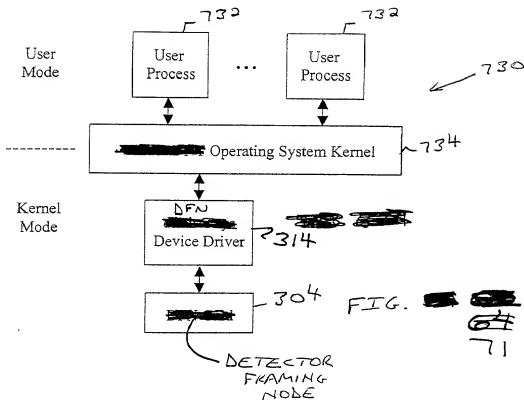 732
732
User
Mode
User
Process
...
User
Process
730
Operating System Kernel
734
Kernel
Mode
DFN
Device Driver
314
304
FIG.
64
71
DETECTOR
FRAMING
NODE